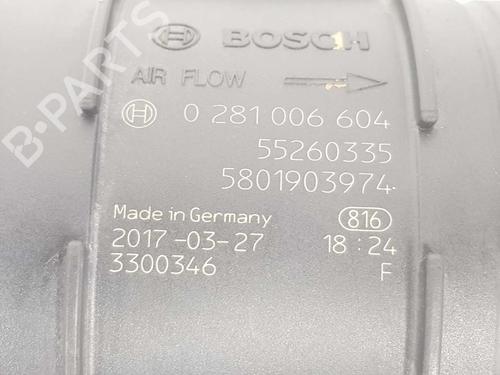 BOSCH
AIR FLOW
0 281 006 604
55260335
5801903974
Made in Germany 816
2017-03-27 18:24
3300346 F
B-PARTS